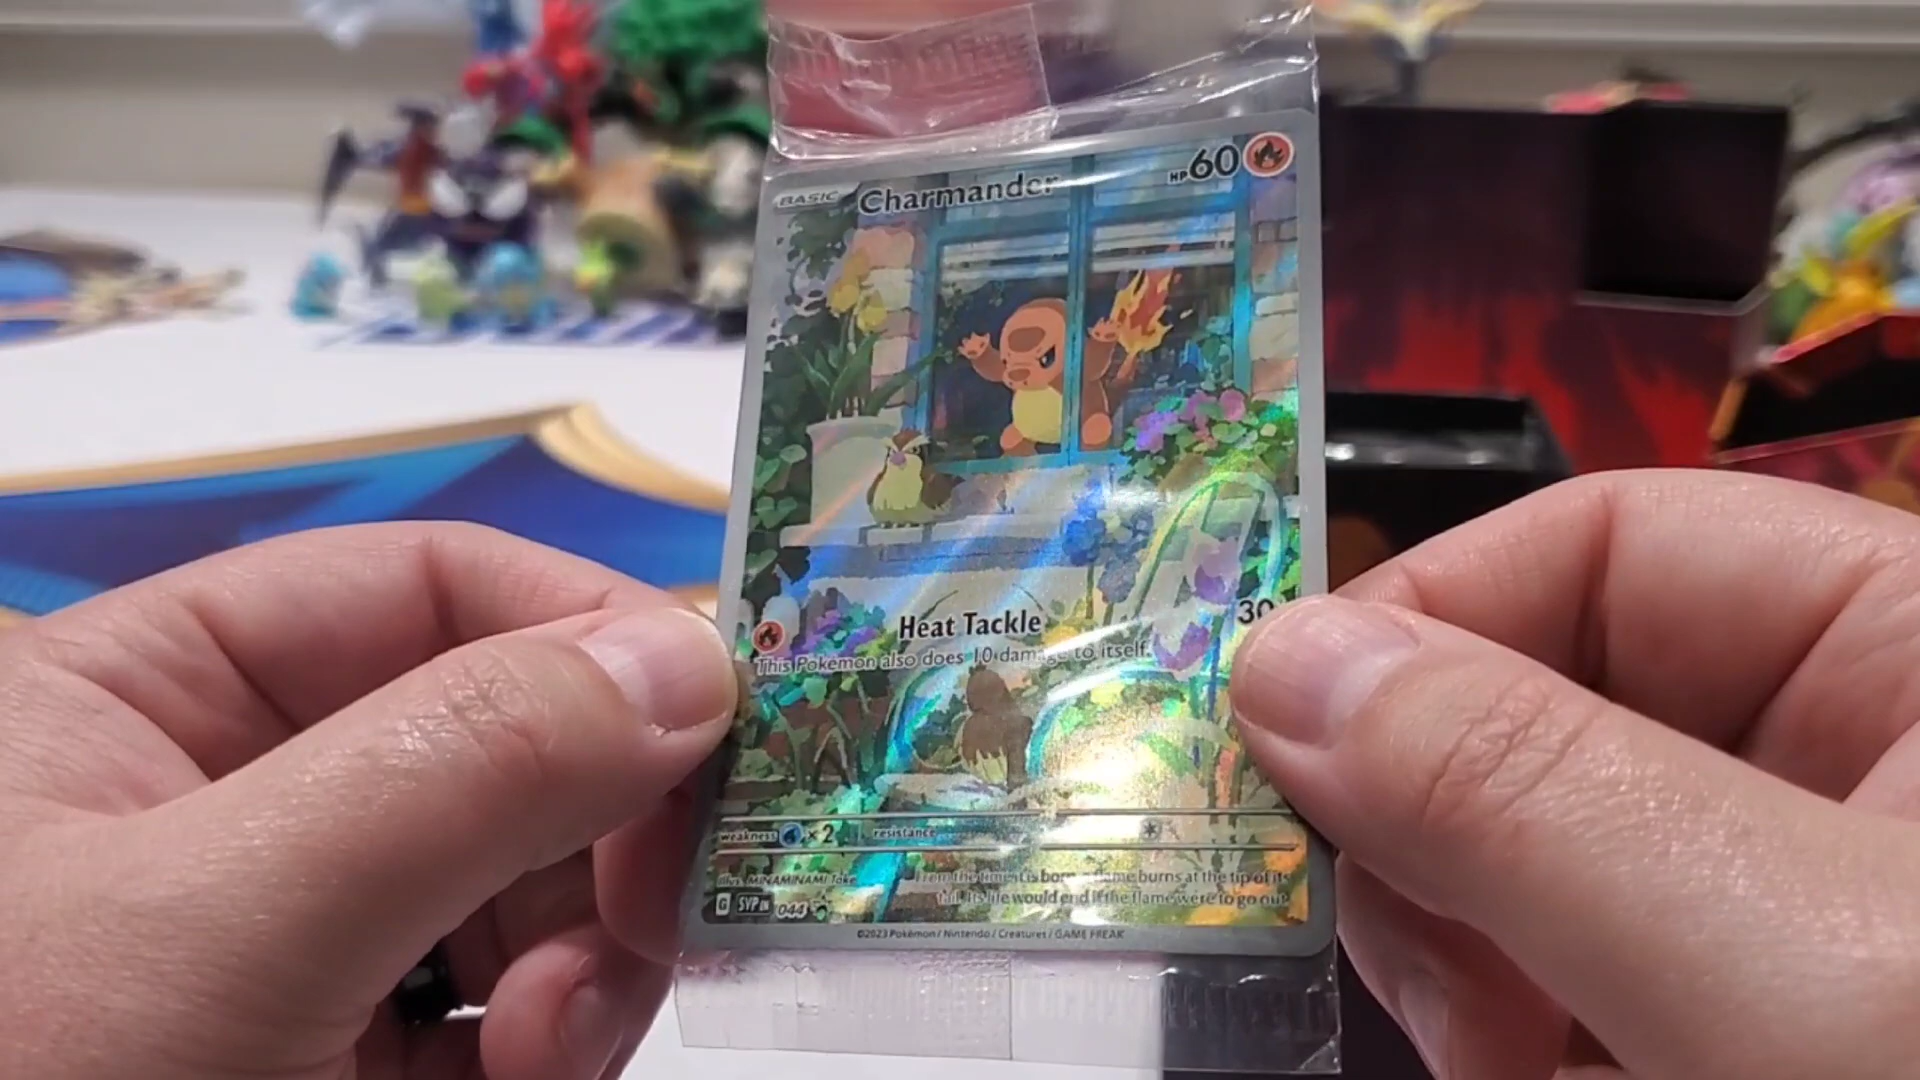 BASIC Charmander HP 60
Heat Tackle 30
This Pokémon also does 10 damage to itself.
weakness × 2 resistance
Illus. MINAMINAMI Take
From the time it is born, a flame burns at the tip of its
tail. Its life would end if the flame were to go out.
G SVP EN 044
©2023 Pokémon / Nintendo / Creatures / GAME FREAK